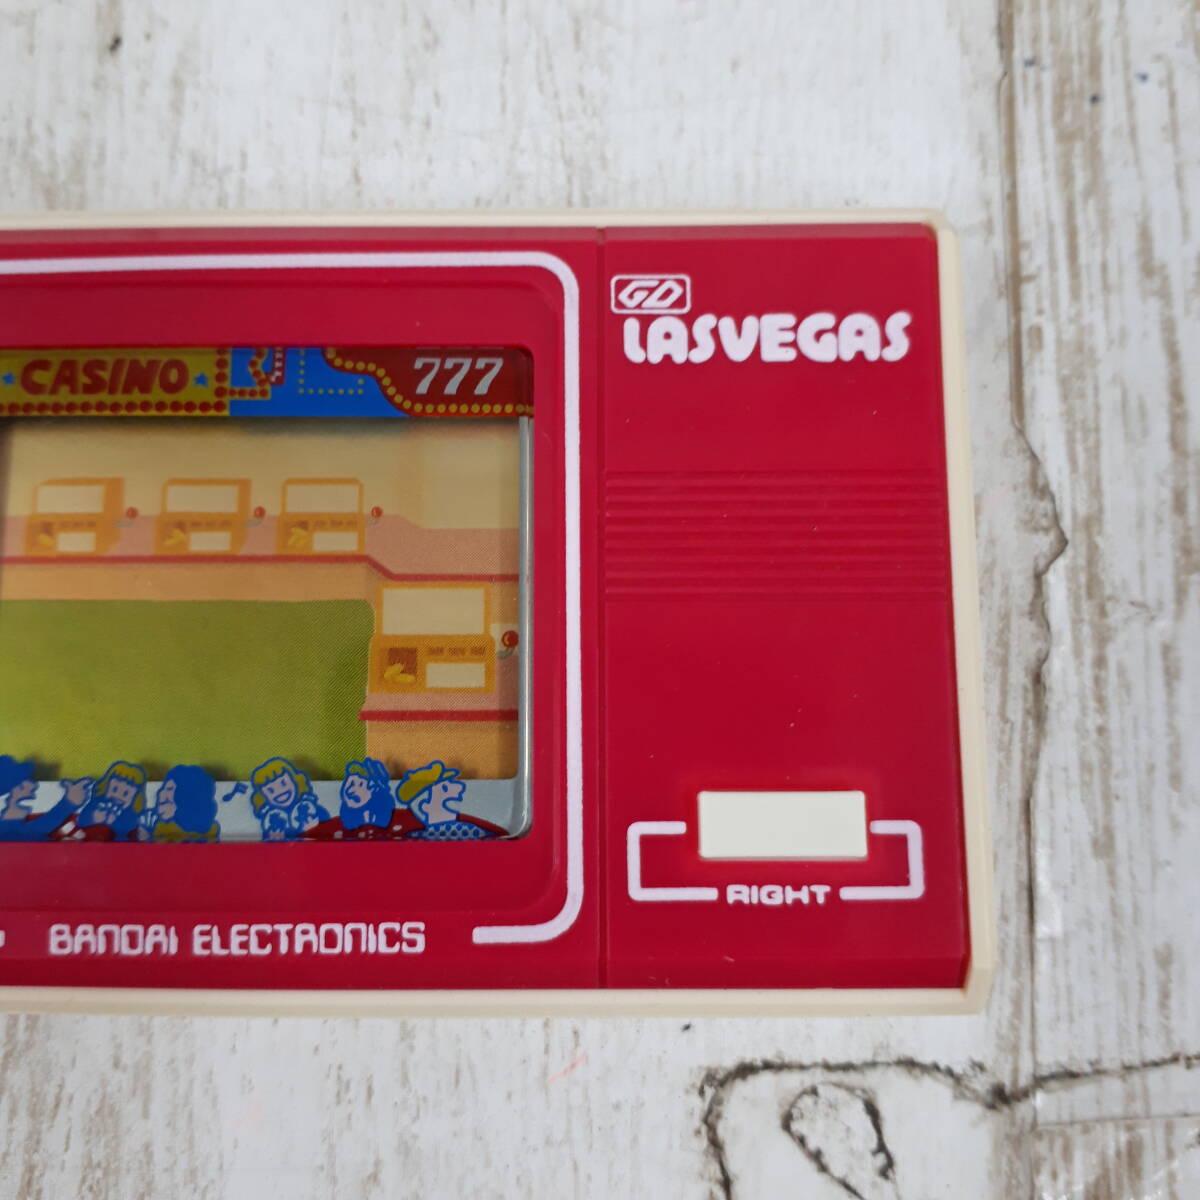 GD
LASVEGAS
CASINO
777
RIGHT
BANDAI ELECTRONICS